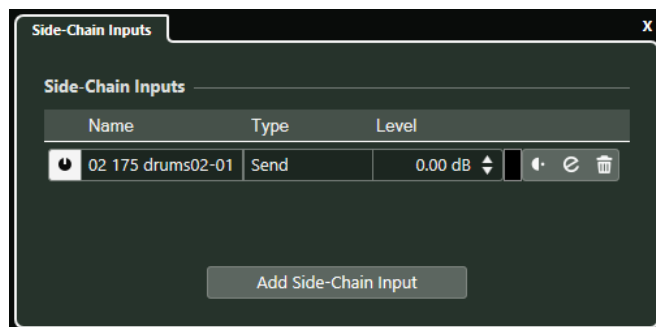 Side-Chain Inputs
X
Side-Chain Inputs
Name Type Level
02 175 drums02-01 Send 0.00 dB
Add Side-Chain Input